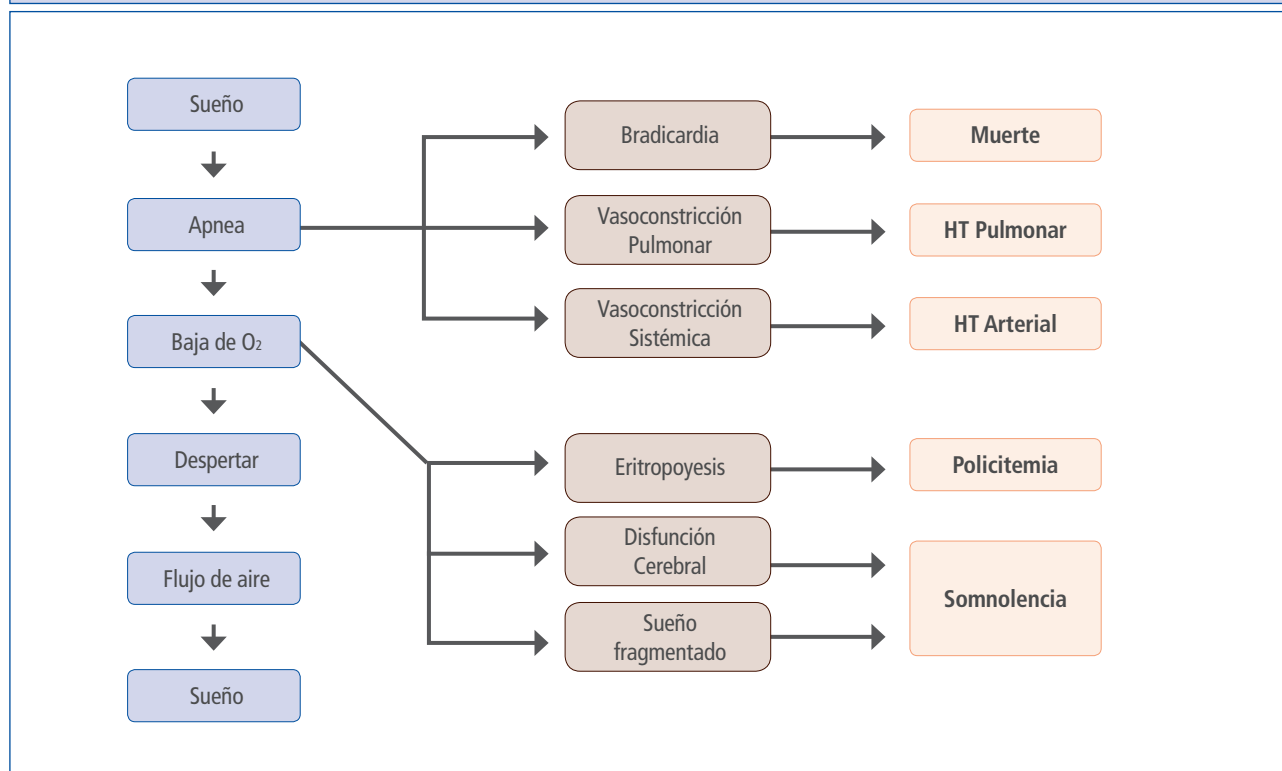 Sueño
Apnea
Baja de O₂
Despertar
Flujo de aire
Sueño
Bradicardia
Vasoconstricción
Pulmonar
Vasoconstricción
Sistémica
Eritropoyesis
Disfunción
Cerebral
Sueño
fragmentado
Muerte
HT Pulmonar
HT Arterial
Policitemia
Somnolencia